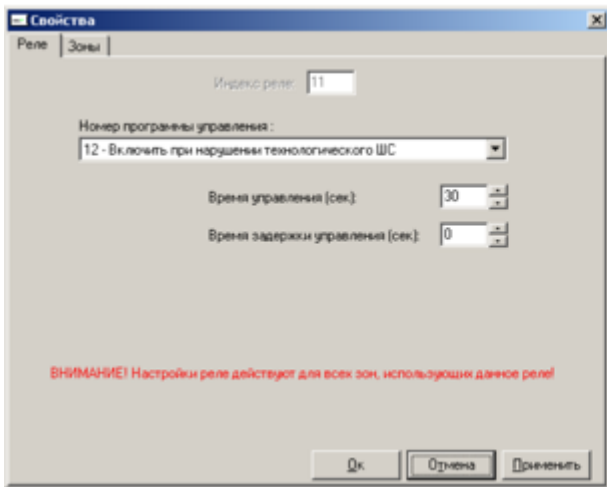 Свойства
Реле Зоны
Индекс реле: 11
Номер программы управления :
12 - Включить при нарушении технологического ШС
Время управления (сек.): 30
Время задержки управления (сек): 0
ВНИМАНИЕ! Настройки реле действуют для всех зон, использующих данное реле!
Ок Отмена Применить